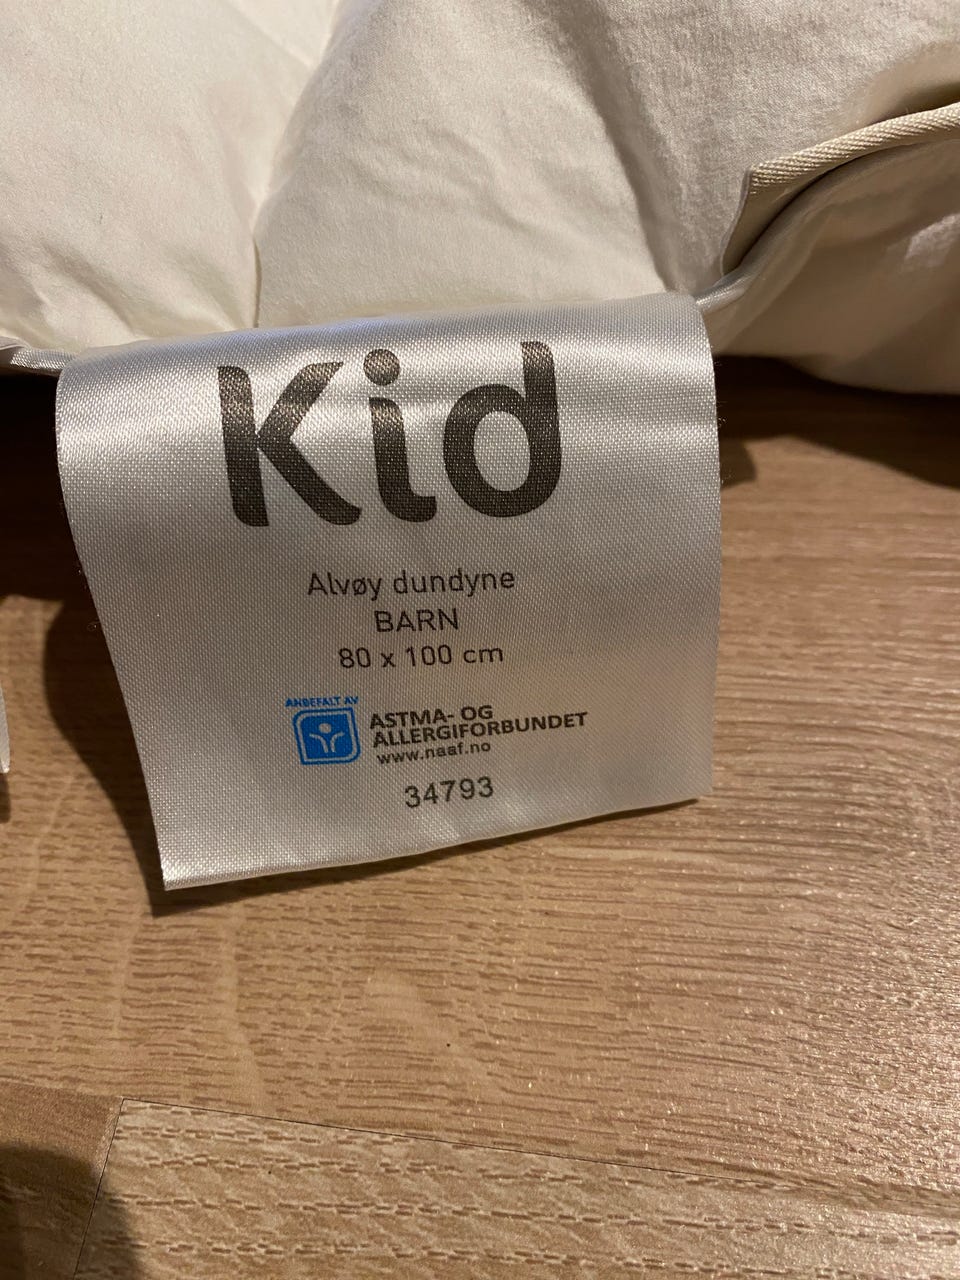 Kid
Alvøy dundyne
BARN
80 x 100 cm
ANBEFALT AV
ASTMA- OG
ALLERGIFORBUNDET
www.naaf.no
34793